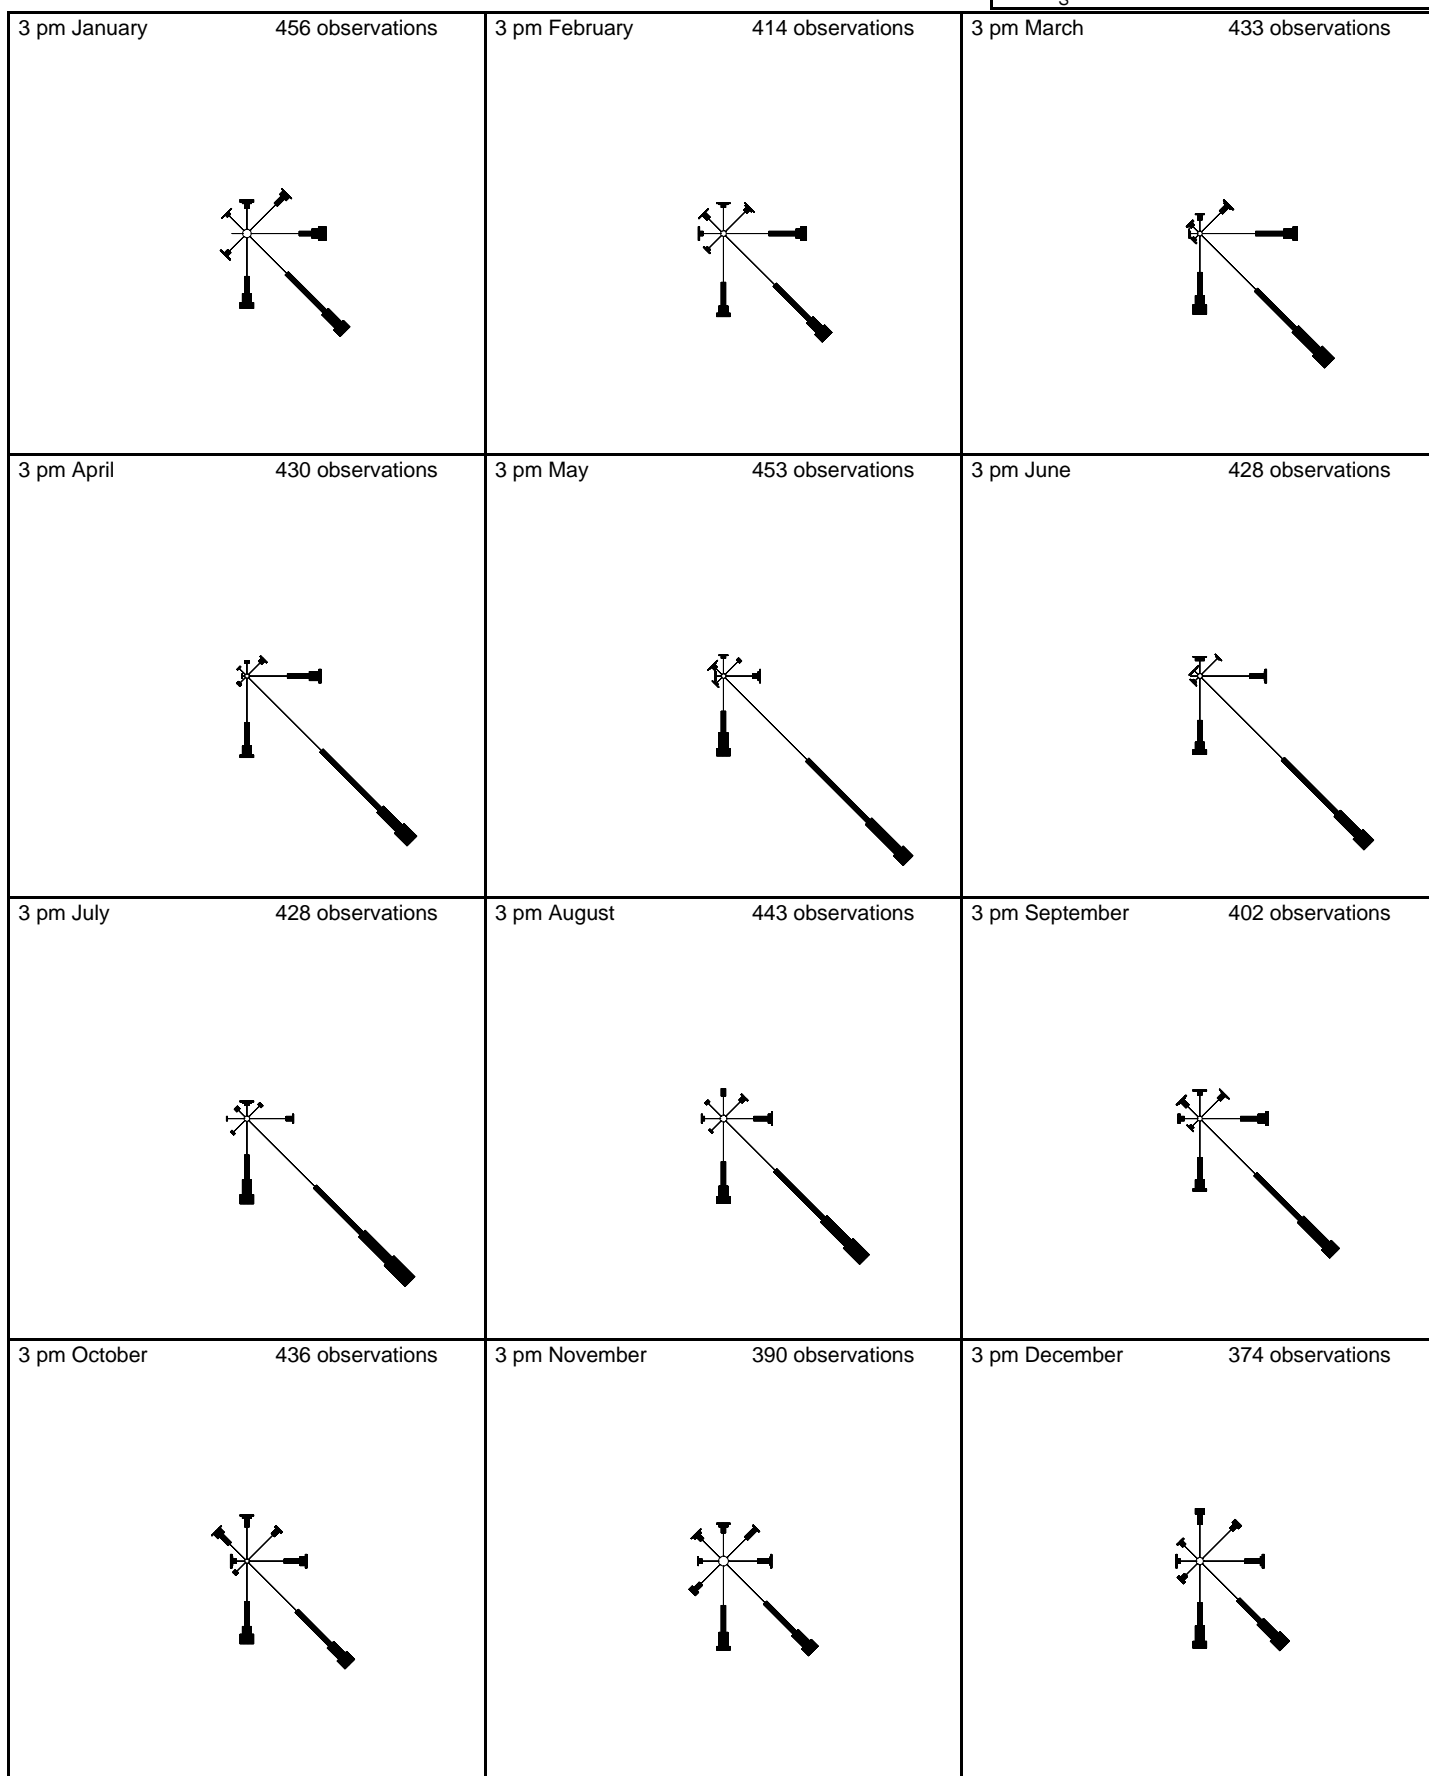 S
3 pm January 456 observations
3 pm February 414 observations
3 pm March 433 observations
3 pm April 430 observations
3 pm May 453 observations
3 pm June 428 observations
3 pm July 428 observations
3 pm August 443 observations
3 pm September 402 observations
3 pm October 436 observations
3 pm November 390 observations
3 pm December 374 observations